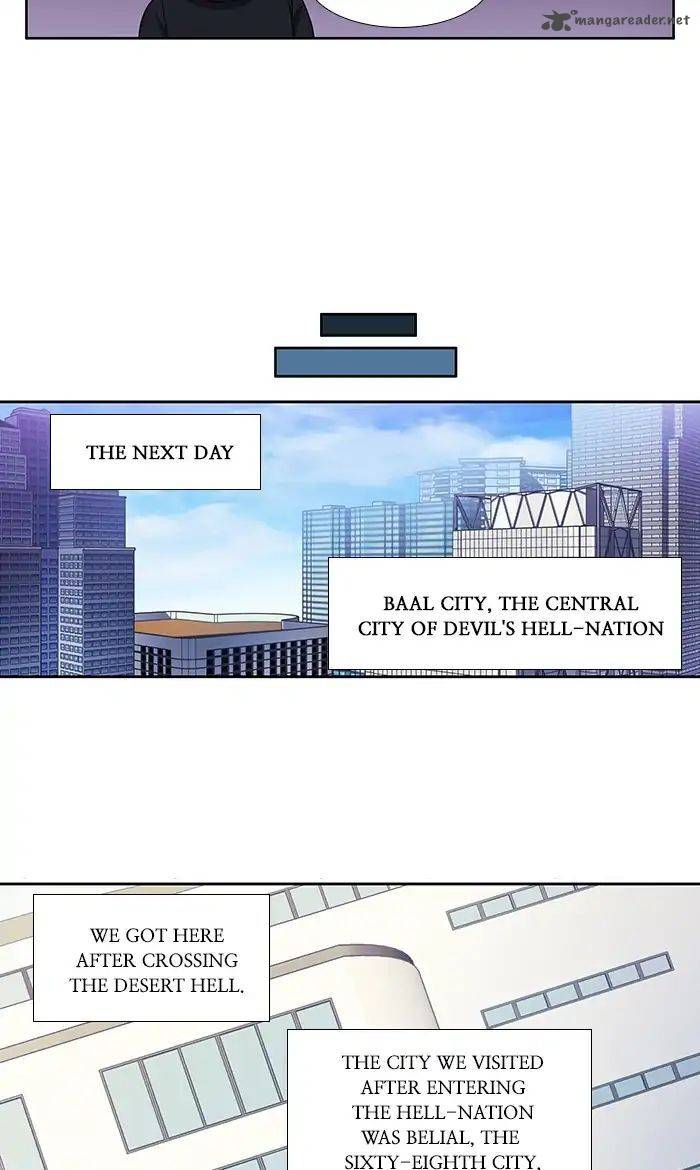 mangareader.net
THE NEXT DAY
BAAL CITY, THE CENTRAL
CITY OF DEVIL'S HELL-NATION
WE GOT HERE
AFTER CROSSING
THE DESERT HELL.
THE CITY WE VISITED
AFTER ENTERING
THE HELL-NATION
WAS BELIAL, THE
SIXTY-EIGHTH CITY,